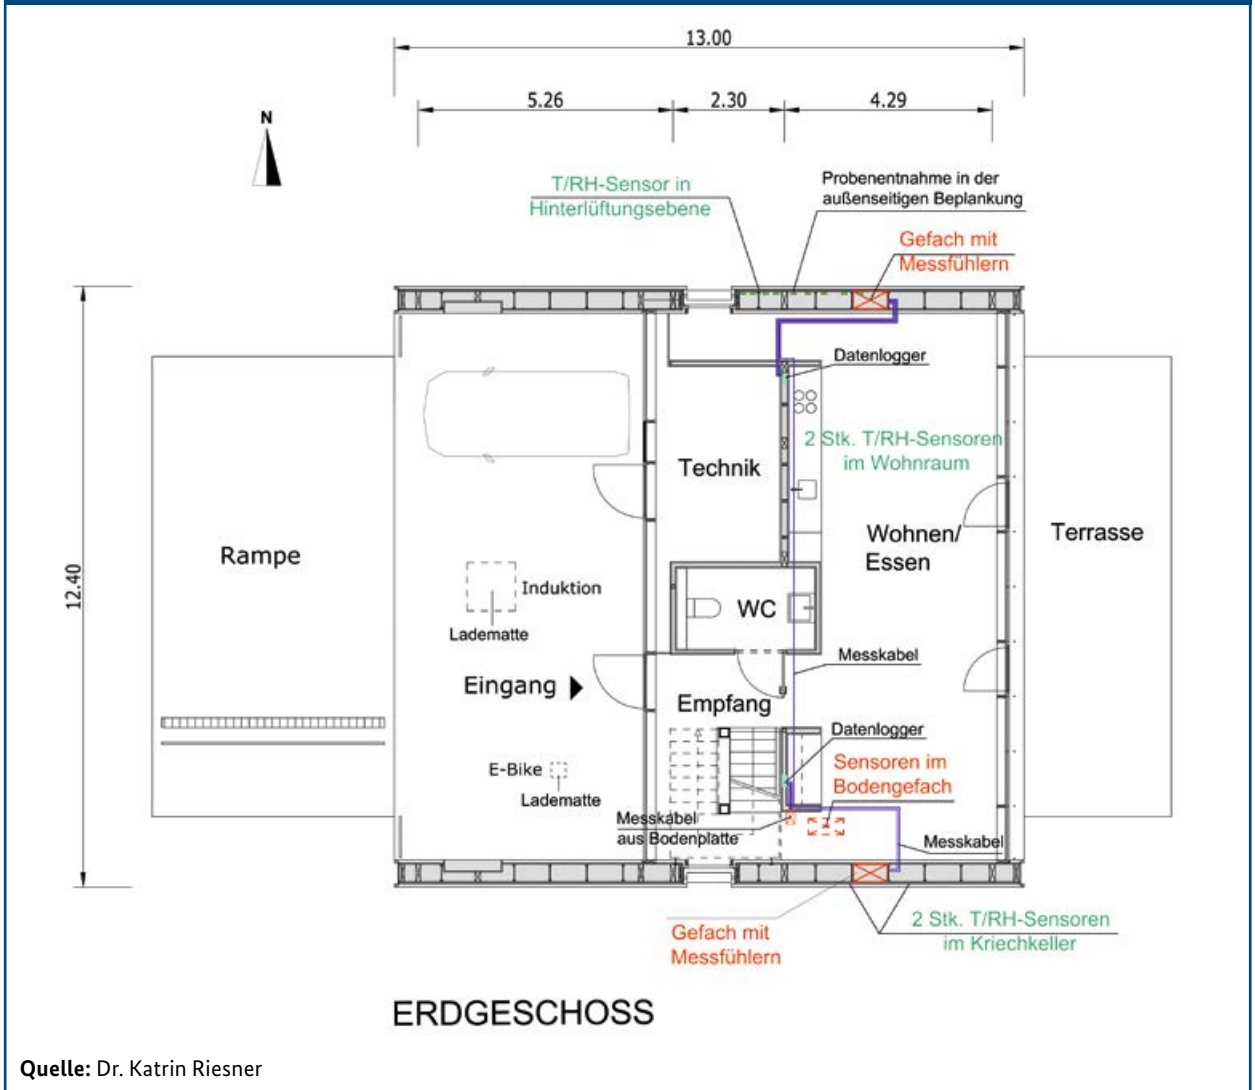 13.00
5.26
2.30
4.29
N
T/RH-Sensor in
Hinterlüftungsebene
Probenentnahme in der
außenseitigen Beplankung
Gefach mit
Messfühlern
Datenlogger
2 Stk. T/RH-Sensoren
im Wohnraum
Technik
Wohnen/
Essen
Terrasse
Rampe
12.40
Induktion
Ladematte
WC
Messkabel
Eingang
Empfang
Datenlogger
Sensoren im
Bodengefach
E-Bike
Ladematte
Messkabel
aus Bodenplatte
Messkabel
Gefach mit
Messfühlern
2 Stk. T/RH-Sensoren
im Kriechkeller
ERDGESCHOSS
Quelle: Dr. Katrin Riesner